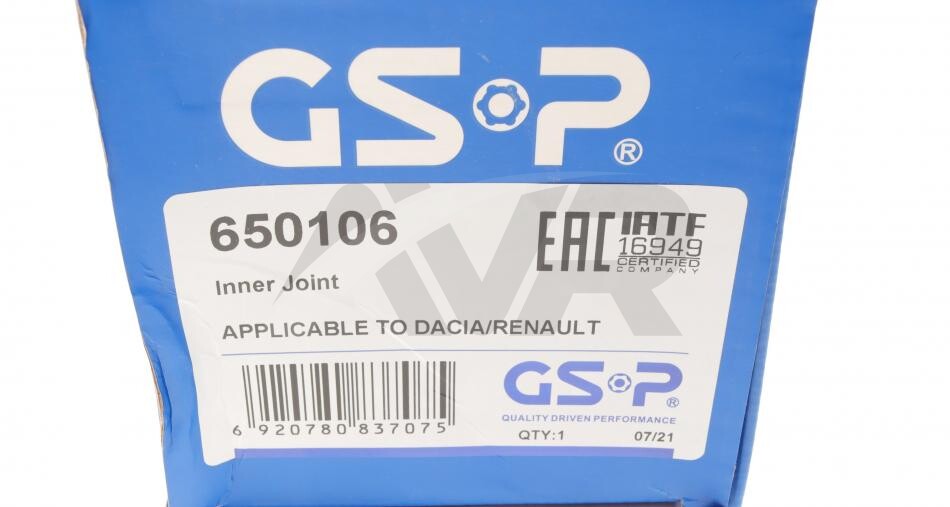 GSP®
650106
EAC
IATF
16949
CERTIFIED
COMPANY
Inner Joint
IVR
APPLICABLE TO DACIA/RENAULT
6 920780 837075
GSP®
QUALITY DRIVEN PERFORMANCE
QTY:1 07/21